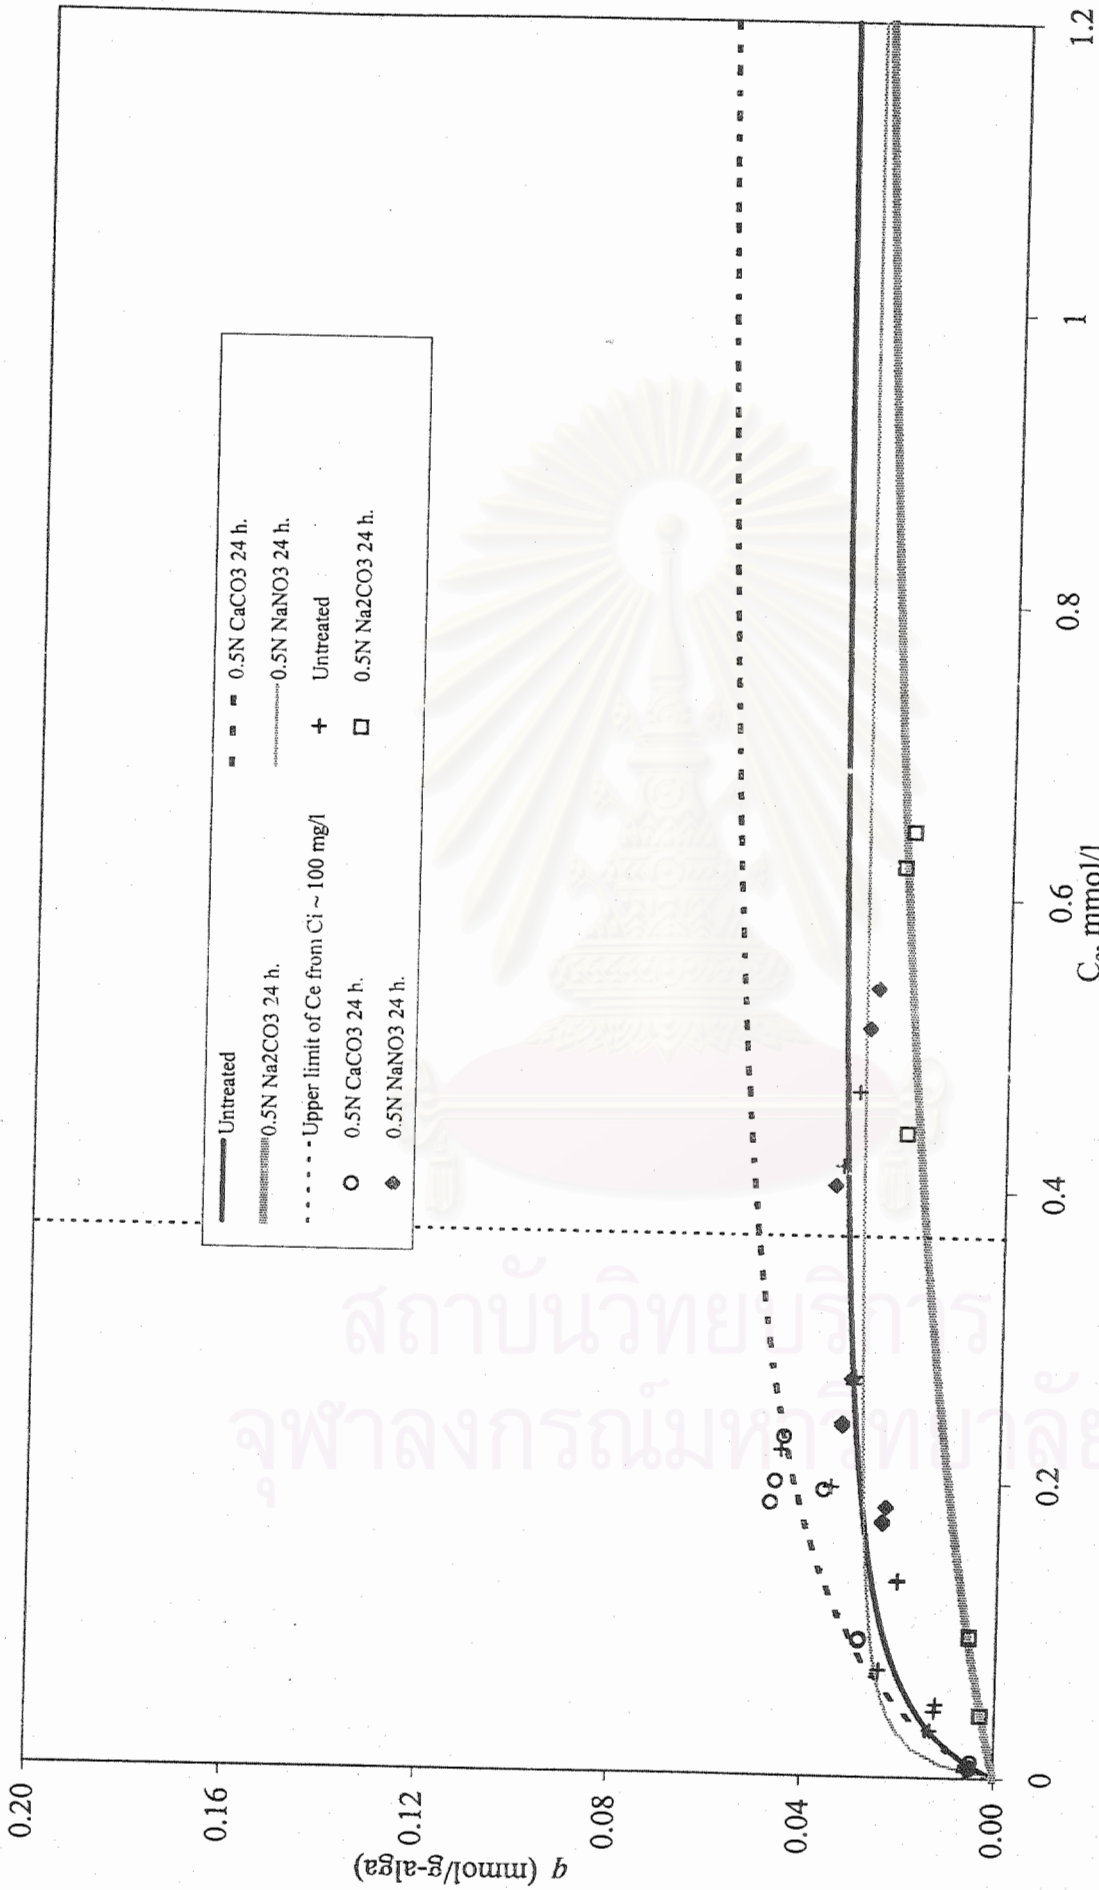 0.20
0.16
0.12
0.08
0.04
0.00
q (mmol/g-alga)
0
0.2
0.4
0.6
0.8
1
1.2
Ce, mmol/l
Untreated
0.5N CaCO3 24 h.
0.5N Na2CO3 24 h.
0.5N NaNO3 24 h.
Upper limit of Ce from Ci ~ 100 mg/l
Untreated
0.5N CaCO3 24 h.
0.5N Na2CO3 24 h.
0.5N NaNO3 24 h.
สถาบันวิทยบริการ
จุฬาลงกรณ์มหาวิทยาลัย